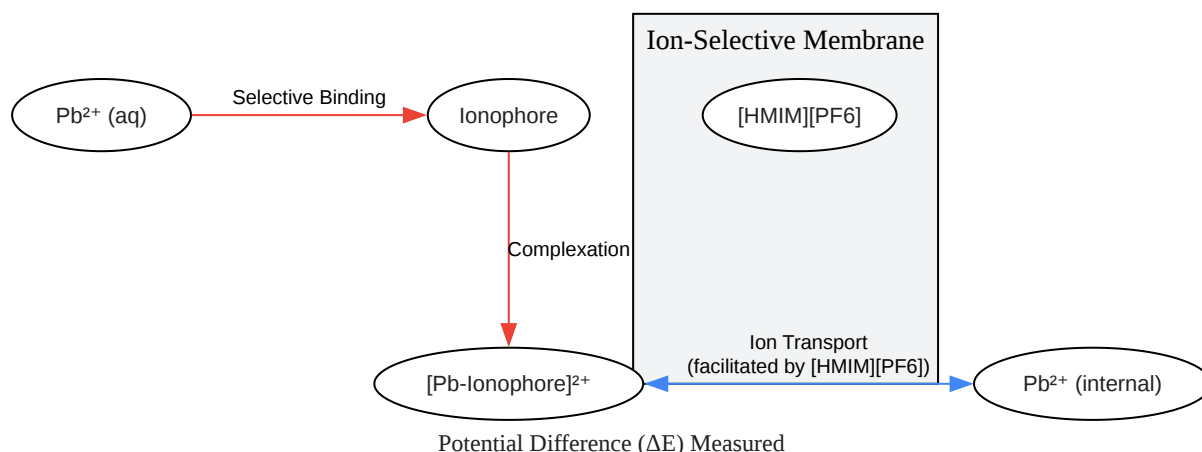 Ion-Selective Membrane
Pb²⁺ (aq)
Selective Binding
Ionophore
[HMIM][PF6]
Complexation
Ion Transport
(facilitated by [HMIM][PF6])
[Pb-Ionophore]²⁺
Pb²⁺ (internal)
Potential Difference (ΔE) Measured